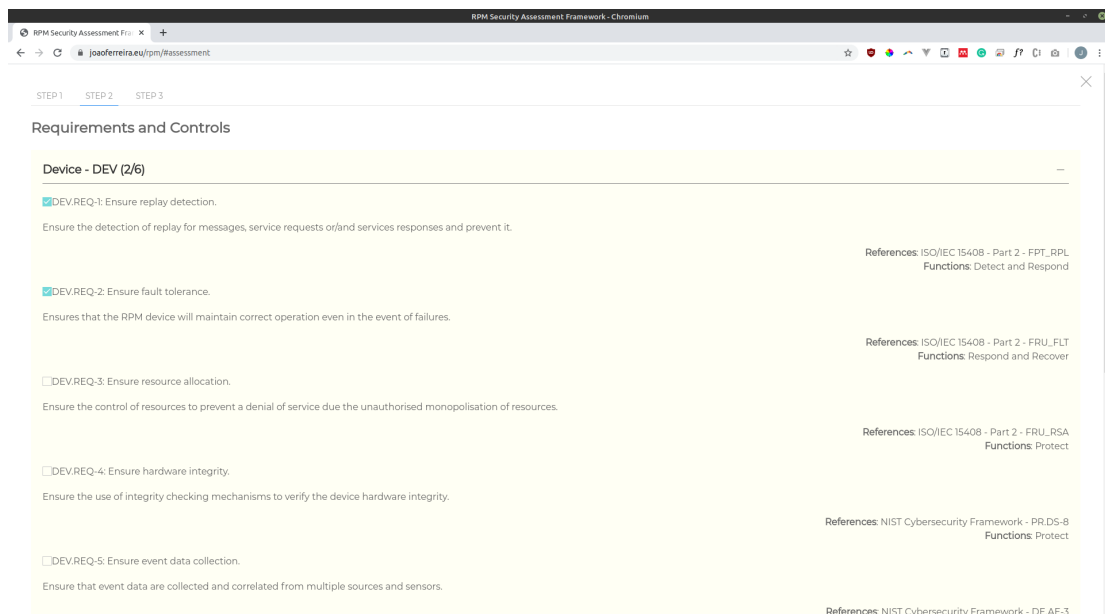 RPM Security Assessment Framework - Chromium
RPM Security Assessment Fra
joaoferreira.eu/rpm/#assessment
STEP 1 STEP 2 STEP 3
Requirements and Controls
Device - DEV (2/6)
DEV.REQ-1: Ensure replay detection.
Ensure the detection of replay for messages, service requests or/and services responses and prevent it.
References: ISO/IEC 15408 - Part 2 - FPT_RPL
Functions: Detect and Respond
DEV.REQ-2: Ensure fault tolerance.
Ensures that the RPM device will maintain correct operation even in the event of failures.
References: ISO/IEC 15408 - Part 2 - FRU_FLT
Functions: Respond and Recover
DEV.REQ-3: Ensure resource allocation.
Ensure the control of resources to prevent a denial of service due the unauthorised monopolisation of resources.
References: ISO/IEC 15408 - Part 2 - FRU_RSA
Functions: Protect
DEV.REQ-4: Ensure hardware integrity.
Ensure the use of integrity checking mechanisms to verify the device hardware integrity.
References: NIST Cybersecurity Framework - PR.DS-8
Functions: Protect
DEV.REQ-5: Ensure event data collection.
Ensure that event data are collected and correlated from multiple sources and sensors.
References: NIST Cybersecurity Framework - DE.AE-3